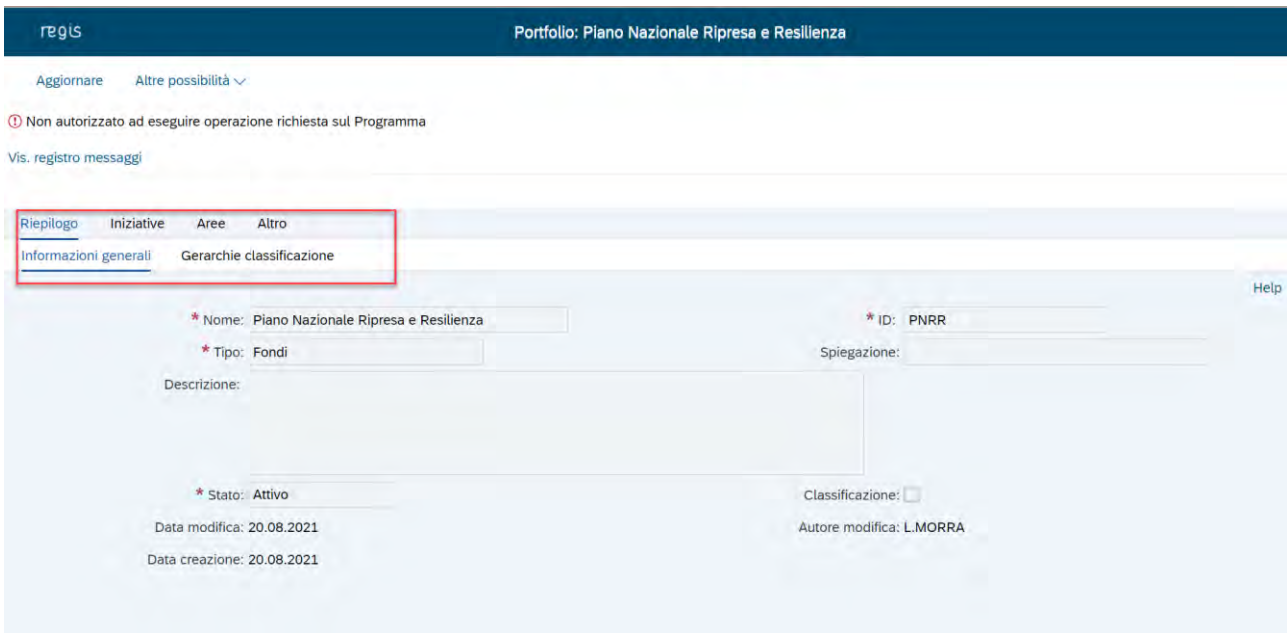 regis
Portfolio: Piano Nazionale Ripresa e Resilienza
Aggiornare Altre possibilità
Non autorizzato ad eseguire operazione richiesta sul Programma
Vis. registro messaggi
Riepilogo Iniziative Aree Altro
Informazioni generali Gerarchie classificazione
Help
* Nome: Piano Nazionale Ripresa e Resilienza * ID: PNRR
* Tipo: Fondi Spiegazione:
Descrizione:
* Stato: Attivo Classificazione:
Data modifica: 20.08.2021 Autore modifica: L.MORRA
Data creazione: 20.08.2021